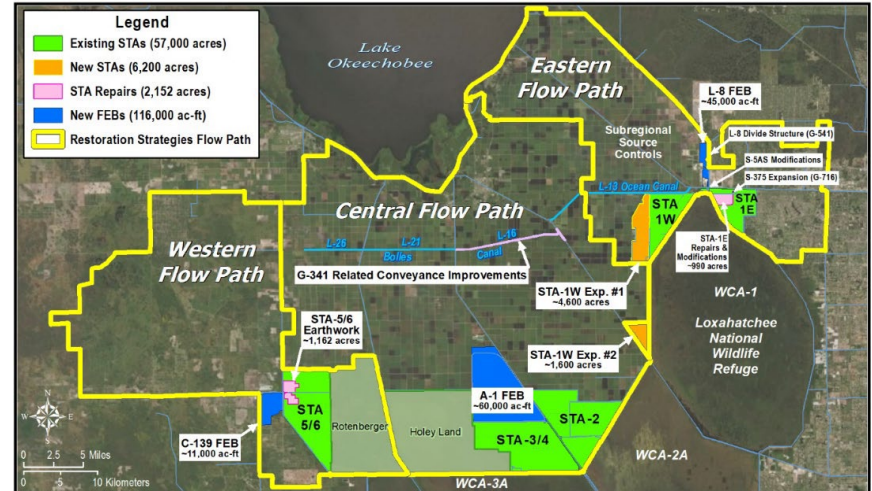 Legend
Existing STAs (57,000 acres)
New STAs (6,200 acres)
STA Repairs (2,152 acres)
New FEBs (116,000 ac-ft)
Restoration Strategies Flow Path
Lake
Okeechobee
Eastern
Flow Path
L-8 FEB
~45,000 ac-ft
L-8 Divide Structure (G-541)
S-5AS Modifications
S-375 Expansion (G-716)
Subregional
Source
Controls
L-10 Ocean Canal
STA
1W
STA
1E
STA-1E
Repairs &
Modifications
~990 acres
Central Flow Path
L-26
L-21
L-16
Bolles
Canal
G-341 Related Conveyance Improvements
Western
Flow Path
STA-1W Exp. #1
~4,600 acres
WCA-1
Loxahatchee
National
Wildlife
Refuge
STA-1W Exp. #2
~1,600 acres
STA-5/6
Earthwork
~1,162 acres
A-1 FEB
~60,000 ac-ft
STA
5/6
Rotenberger
Holey Land
STA-2
STA-3/4
C-139 FEB
~11,000 ac-ft
WCA-2A
WCA-3A
N
W
E
S
0 5 Miles
0 10 Kilometers